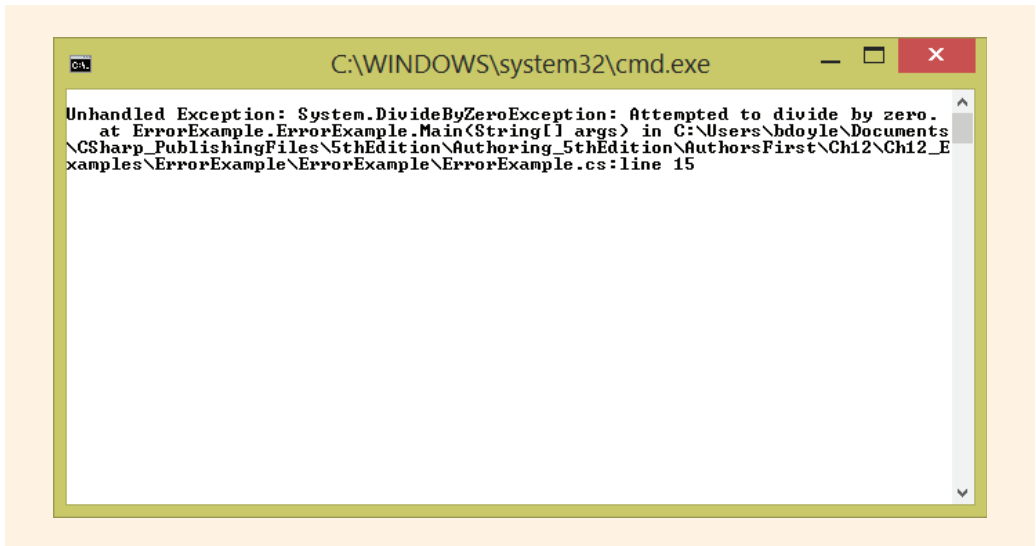 C:\WINDOWS\system32\cmd.exe
Unhandled Exception: System.DivideByZeroException: Attempted to divide by zero.
   at ErrorExample.ErrorExample.Main(String[] args) in C:\Users\bdoyle\Documents
\CSharp_PublishingFiles\5thEdition\Authoring_5thEdition\AuthorsFirst\Ch12\Ch12_E
xamples\ErrorExample\ErrorExample\ErrorExample.cs:line 15